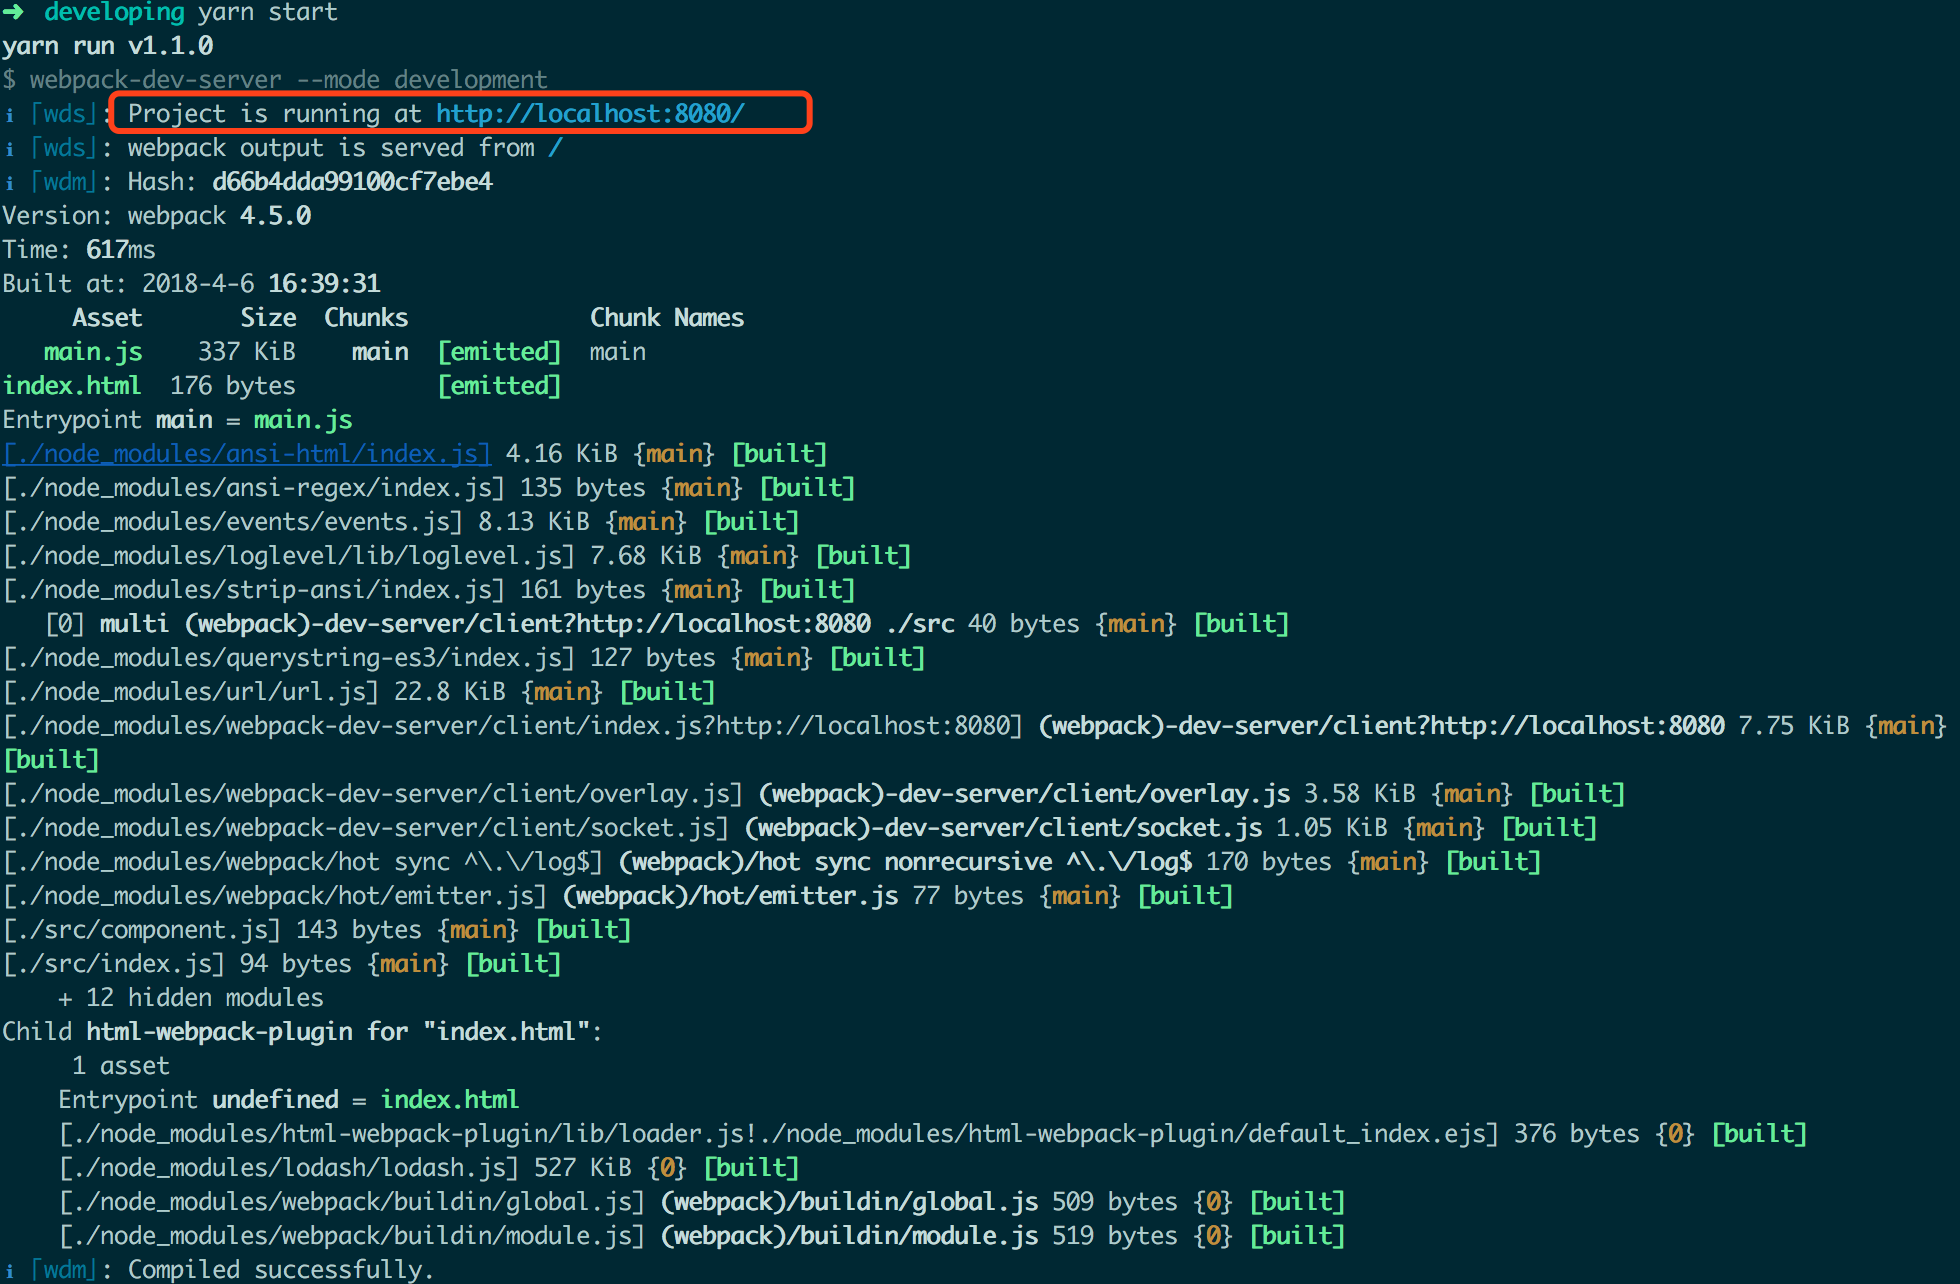 ➜ developing yarn start
yarn run v1.1.0
$ webpack-dev-server --mode development
ℹ ｢wds｣: Project is running at http://localhost:8080/
ℹ ｢wds｣: webpack output is served from /
ℹ ｢wdm｣: Hash: d66b4dda99100cf7ebe4
Version: webpack 4.5.0
Time: 617ms
Built at: 2018-4-6 16:39:31
Asset Size Chunks Chunk Names
main.js 337 KiB main [emitted] main
index.html 176 bytes [emitted]
Entrypoint main = main.js
[./node_modules/ansi-html/index.js] 4.16 KiB {main} [built]
[./node_modules/ansi-regex/index.js] 135 bytes {main} [built]
[./node_modules/events/events.js] 8.13 KiB {main} [built]
[./node_modules/loglevel/lib/loglevel.js] 7.68 KiB {main} [built]
[./node_modules/strip-ansi/index.js] 161 bytes {main} [built]
[0] multi (webpack)-dev-server/client?http://localhost:8080 ./src 40 bytes {main} [built]
[./node_modules/querystring-es3/index.js] 127 bytes {main} [built]
[./node_modules/url/url.js] 22.8 KiB {main} [built]
[./node_modules/webpack-dev-server/client/index.js?http://localhost:8080] (webpack)-dev-server/client?http://localhost:8080 7.75 KiB {main}
[built]
[./node_modules/webpack-dev-server/client/overlay.js] (webpack)-dev-server/client/overlay.js 3.58 KiB {main} [built]
[./node_modules/webpack-dev-server/client/socket.js] (webpack)-dev-server/client/socket.js 1.05 KiB {main} [built]
[./node_modules/webpack/hot sync ^\.\/log$] (webpack)/hot sync nonrecursive ^\.\/log$ 170 bytes {main} [built]
[./node_modules/webpack/hot/emitter.js] (webpack)/hot/emitter.js 77 bytes {main} [built]
[./src/component.js] 143 bytes {main} [built]
[./src/index.js] 94 bytes {main} [built]
+ 12 hidden modules
Child html-webpack-plugin for "index.html":
1 asset
Entrypoint undefined = index.html
[./node_modules/html-webpack-plugin/lib/loader.js!./node_modules/html-webpack-plugin/default_index.ejs] 376 bytes {0} [built]
[./node_modules/lodash/lodash.js] 527 KiB {0} [built]
[./node_modules/webpack/buildin/global.js] (webpack)/buildin/global.js 509 bytes {0} [built]
[./node_modules/webpack/buildin/module.js] (webpack)/buildin/module.js 519 bytes {0} [built]
ℹ ｢wdm｣: Compiled successfully.